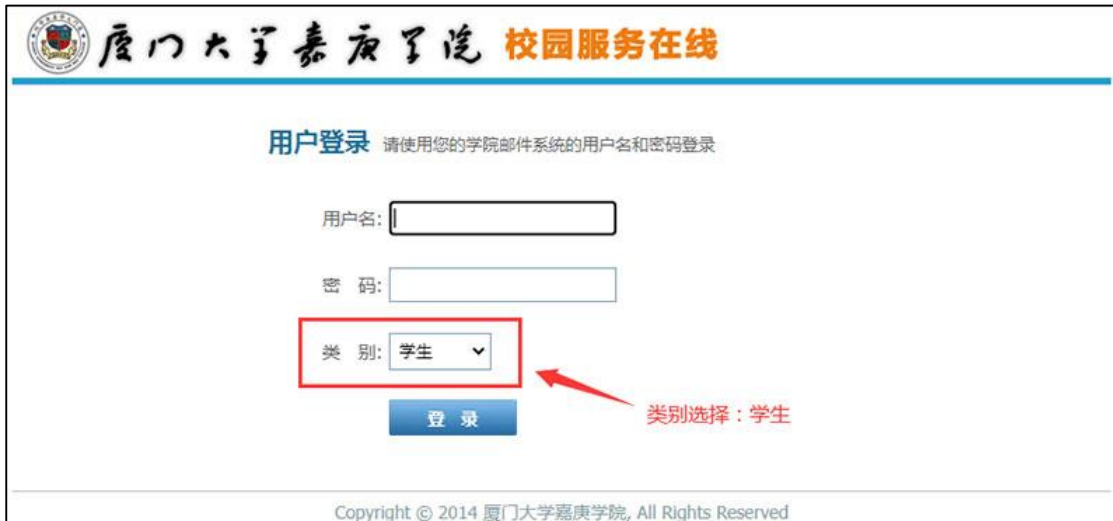 厦门大学嘉庚学院 校园服务在线
用户登录 请使用您的学院邮件系统的用户名和密码登录
用户名:
密 码:
类 别: 学生
登 录
类别选择：学生
Copyright © 2014 厦门大学嘉庚学院, All Rights Reserved